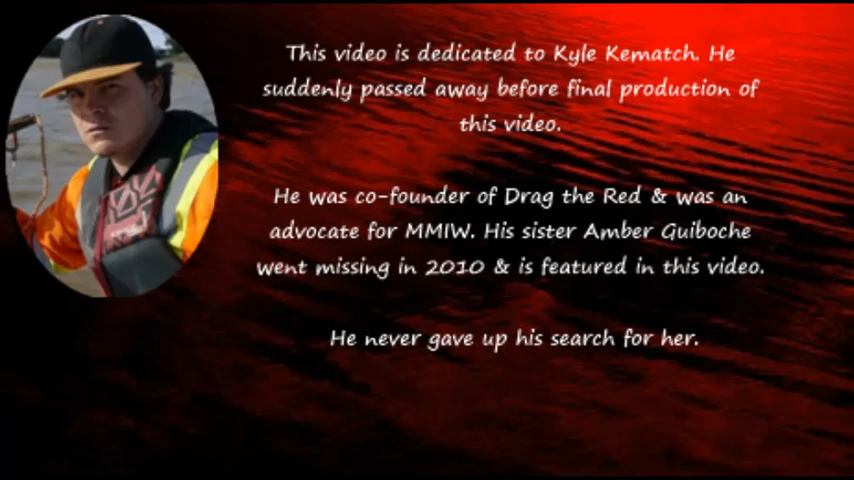 This video is dedicated to Kyle Kematch. He
suddenly passed away before final production of
this video.
He was co-founder of Drag the Red & was an
advocate for MMIW. His sister Amber Guiboche
went missing in 2010 & is featured in this video.
He never gave up his search for her.